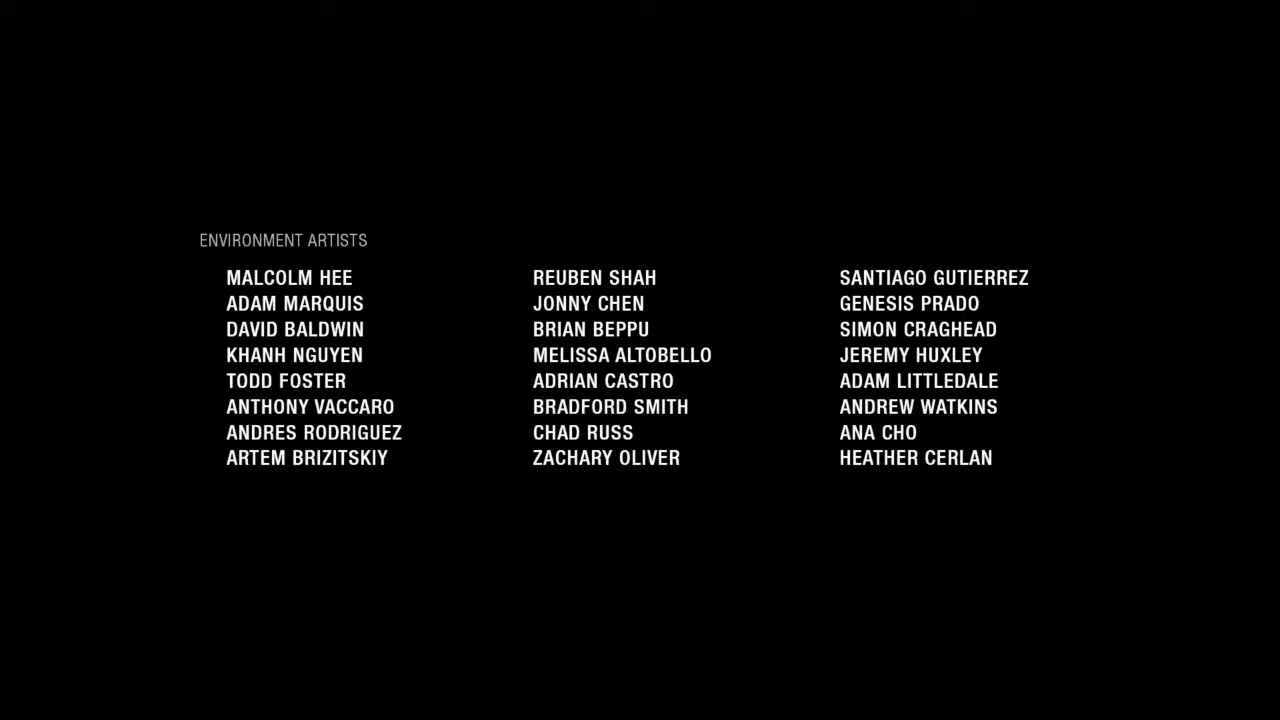 ENVIRONMENT ARTISTS
MALCOLM HEE
ADAM MARQUIS
DAVID BALDWIN
KHANH NGUYEN
TODD FOSTER
ANTHONY VACCARO
ANDRES RODRIGUEZ
ARTEM BRIZITSKIY
REUBEN SHAH
JONNY CHEN
BRIAN BEPPU
MELISSA ALTOBELLO
ADRIAN CASTRO
BRADFORD SMITH
CHAD RUSS
ZACHARY OLIVER
SANTIAGO GUTIERREZ
GENESIS PRADO
SIMON CRAGHEAD
JEREMY HUXLEY
ADAM LITTLEDALE
ANDREW WATKINS
ANA CHO
HEATHER CERLAN